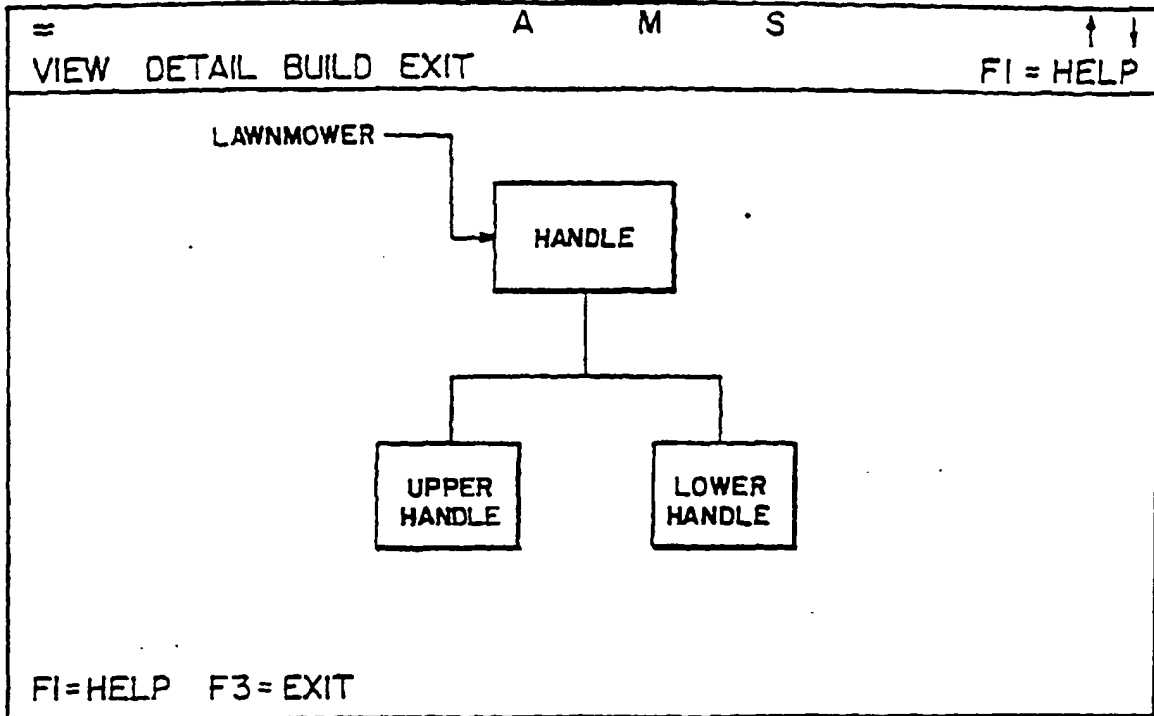 ≈ A M S ↑ ↓
VIEW DETAIL BUILD EXIT F1 = HELP
LAWNMOWER
HANDLE
UPPER
HANDLE
LOWER
HANDLE
F1=HELP F3=EXIT